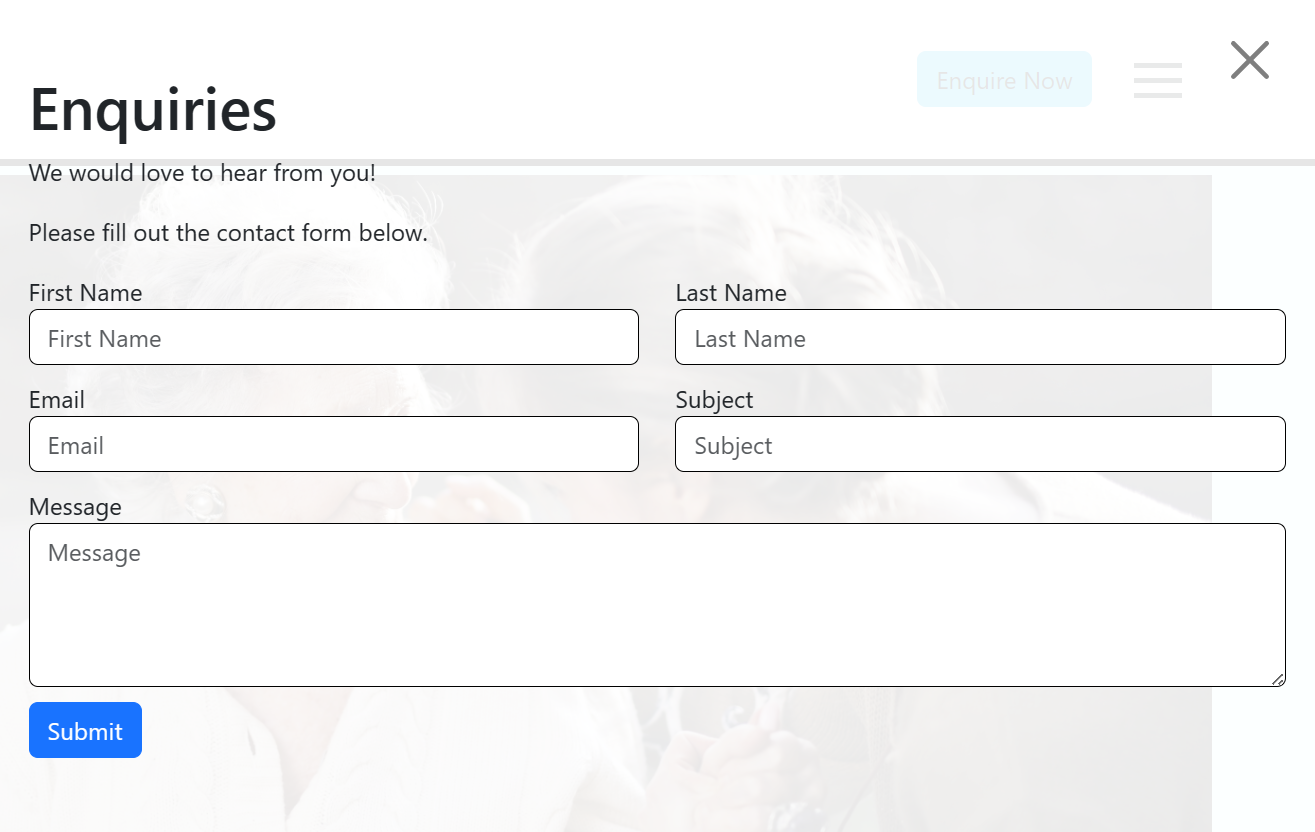 Enquire Now
Enquiries
We would love to hear from you!
Please fill out the contact form below.
First Name
Last Name
First Name
Last Name
Email
Subject
Email
Subject
Message
Message
Submit